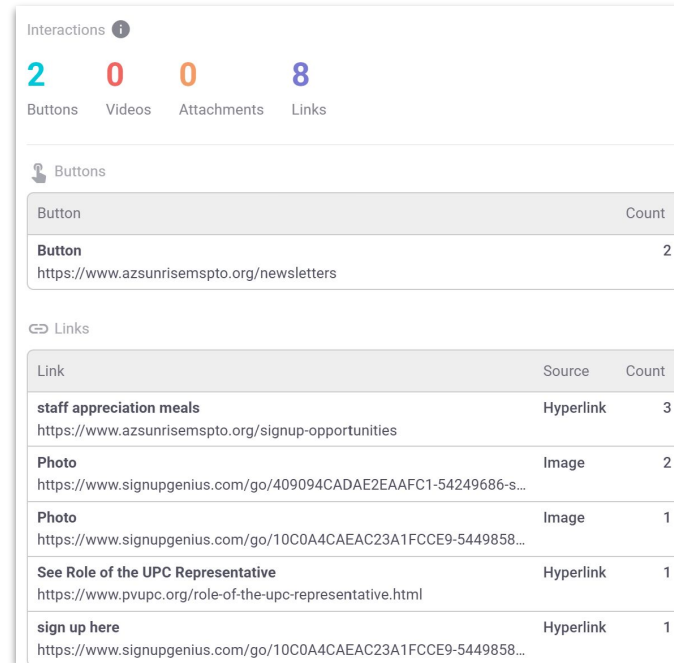 Interactions
2 0 0 8
Buttons Videos Attachments Links
Buttons
Button Count
Button 2
https://www.azsunrisemspto.org/newsletters
Links
Link Source Count
staff appreciation meals Hyperlink 3
https://www.azsunrisemspto.org/signup-opportunities
Photo Image 2
https://www.signupgenius.com/go/409094CADAE2EAAFC1-54249686-s...
Photo Image 1
https://www.signupgenius.com/go/10C0A4CAEAC23A1FCCE9-5449858...
See Role of the UPC Representative Hyperlink 1
https://www.pvupc.org/role-of-the-upc-representative.html
sign up here Hyperlink 1
https://www.signupgenius.com/go/10C0A4CAEAC23A1FCCE9-5449858...